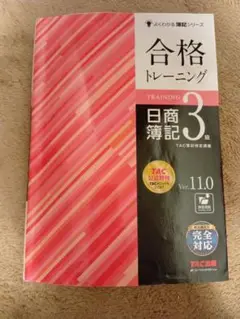 よくわかる簿記シリーズ
合格
トレーニング
TRAINING
日商
簿記
3級
TAC簿記検定講座
Ver.11.0
TAC
完全
対応
TAC出版